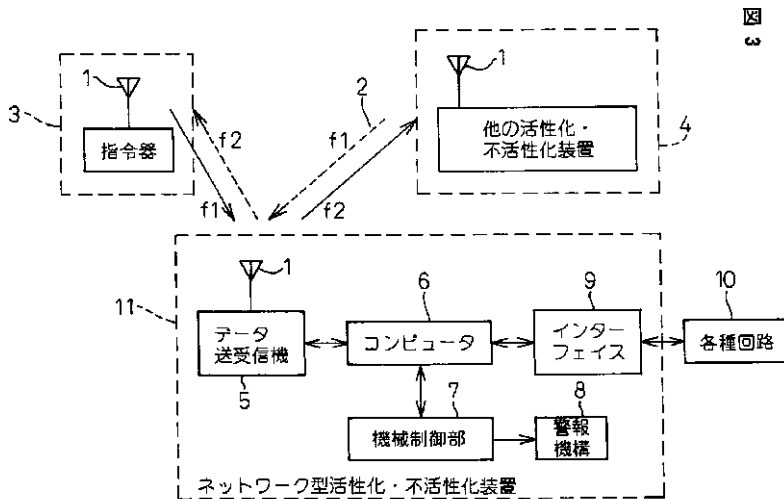 図 3
1
3
指令器
f2
f1
2
f1
f2
1
他の活性化・
不活性化装置
4
11
1
データ
送受信機
5
6
コンピュータ
9
インター
フェイス
10
各種回路
7
機械制御部
8
警報
機構
ネットワーク型活性化・不活性化装置